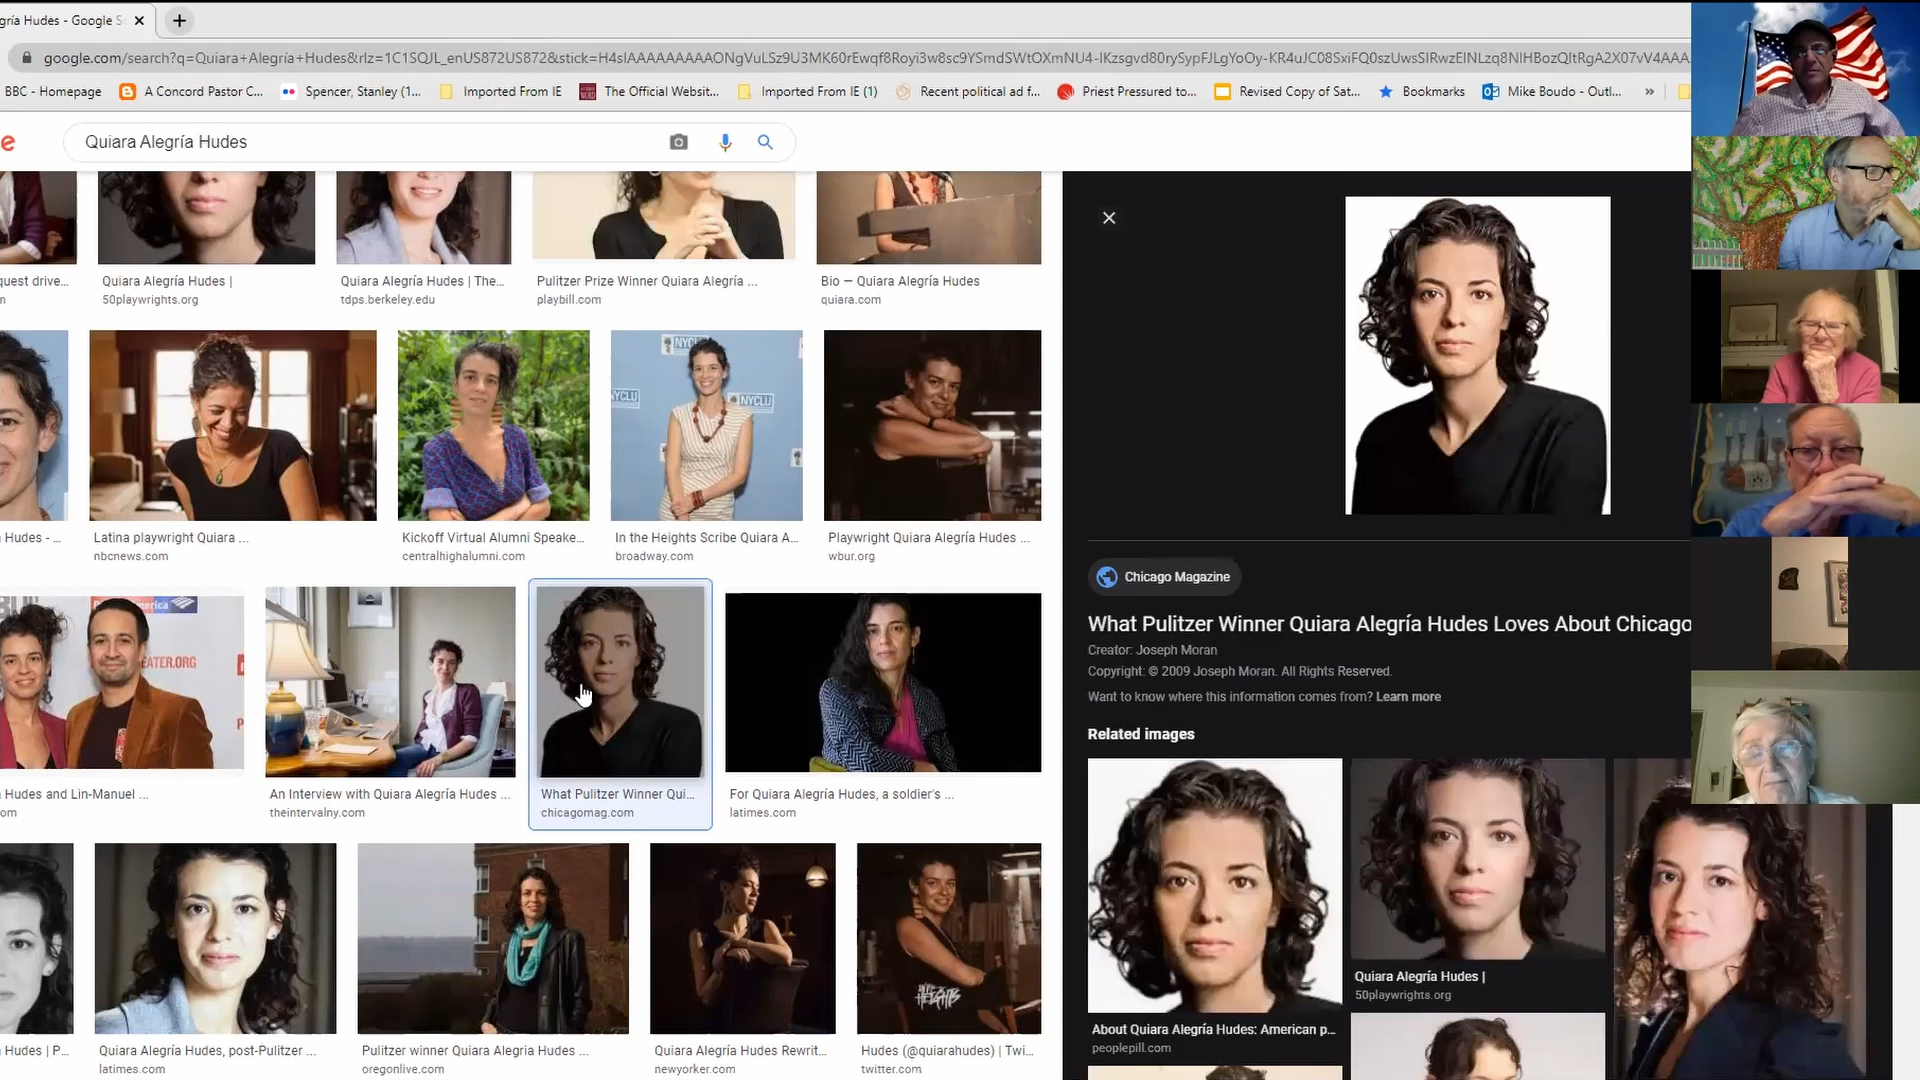 gría Hudes - Google S
google.com/search?q=Quiara+Alegría+Hudes&rlz=1C1SQJL_enUS872US872&stick=
BBC - Homepage
A Concord Pastor C...
Spencer, Stanley (1...
Imported From IE
The Official Websit...
Imported From IE (1)
Recent political ad f...
Priest Pressured to...
Revised Copy of Sat...
Bookmarks
Mike Boudo - Outl...
»
e
Quiara Alegría Hudes
quest drive...
n
Quiara Alegría Hudes |
50playwrights.org
Quiara Alegría Hudes | The...
tdps.berkeley.edu
Pulitzer Prize Winner Quiara Alegría ...
playbill.com
Bio — Quiara Alegría Hudes
quiara.com
NYCLU
NYCLU
Hudes - ...
Latina playwright Quiara ...
nbcnews.com
Kickoff Virtual Alumni Speake...
centralhighalumni.com
In the Heights Scribe Quiara A...
broadway.com
Playwright Quiara Alegría Hudes ...
wbur.org
Chicago Magazine
What Pulitzer Winner Quiara Alegría Hudes Loves About Chicago
Creator: Joseph Moran
Copyright: © 2009 Joseph Moran. All Rights Reserved.
Want to know where this information comes from? Learn more
Related images
EATER.ORG
Hudes and Lin-Manuel ...
om
An Interview with Quiara Alegría Hudes ...
theintervalny.com
What Pulitzer Winner Qui...
chicagomag.com
For Quiara Alegría Hudes, a soldier's ...
latimes.com
Hudes | P...
Quiara Alegría Hudes, post-Pulitzer ...
latimes.com
Pulitzer winner Quiara Alegria Hudes ...
oregonlive.com
Quiara Alegría Hudes Rewrit...
newyorker.com
HEIGHTS
Hudes (@quiarahudes) | Twi...
twitter.com
About Quiara Alegría Hudes: American p...
peoplepill.com
Quiara Alegría Hudes |
50playwrights.org